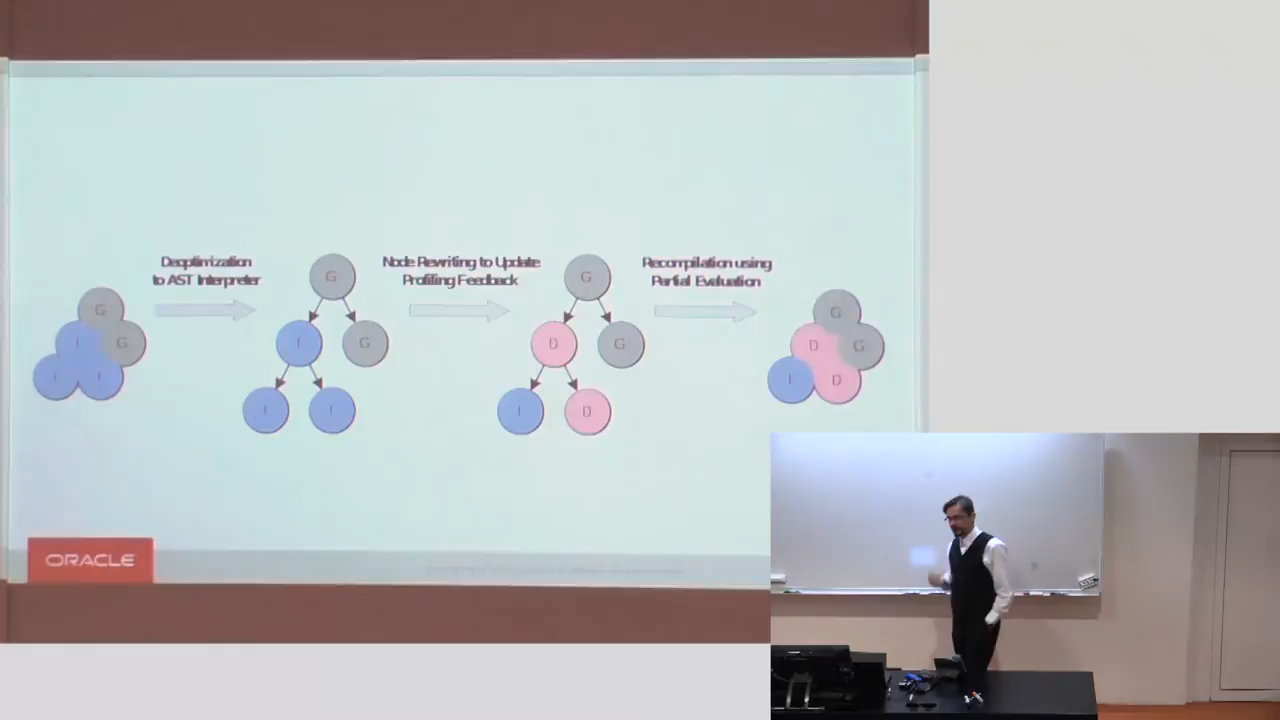 Deoptimization
to AST Interpreter
Node Rewriting to Update
Profiling Feedback
Recompilation using
Partial Evaluation
G
G
I
I
I
G
I
G
I
I
G
D
G
I
D
G
D
G
I
D
ORACLE